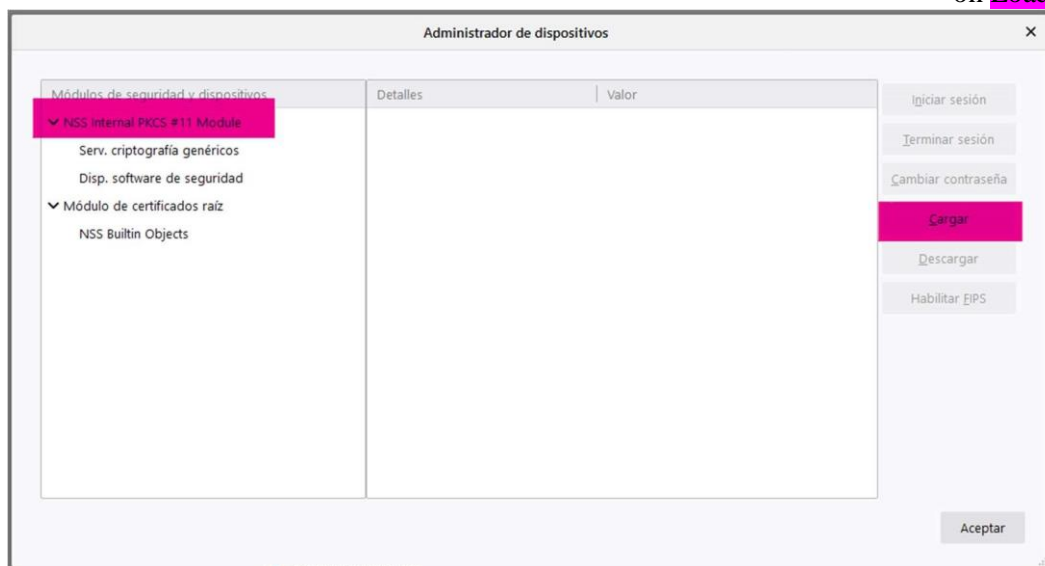 on Load
Administrador de dispositivos
Módulos de seguridad y dispositivos
Detalles
Valor
NSS Internal PKCS #11 Module
Serv. criptografía genéricos
Disp. software de seguridad
Módulo de certificados raíz
NSS Builtin Objects
Iniciar sesión
Terminar sesión
Cambiar contraseña
Cargar
Descargar
Habilitar FIPS
Aceptar